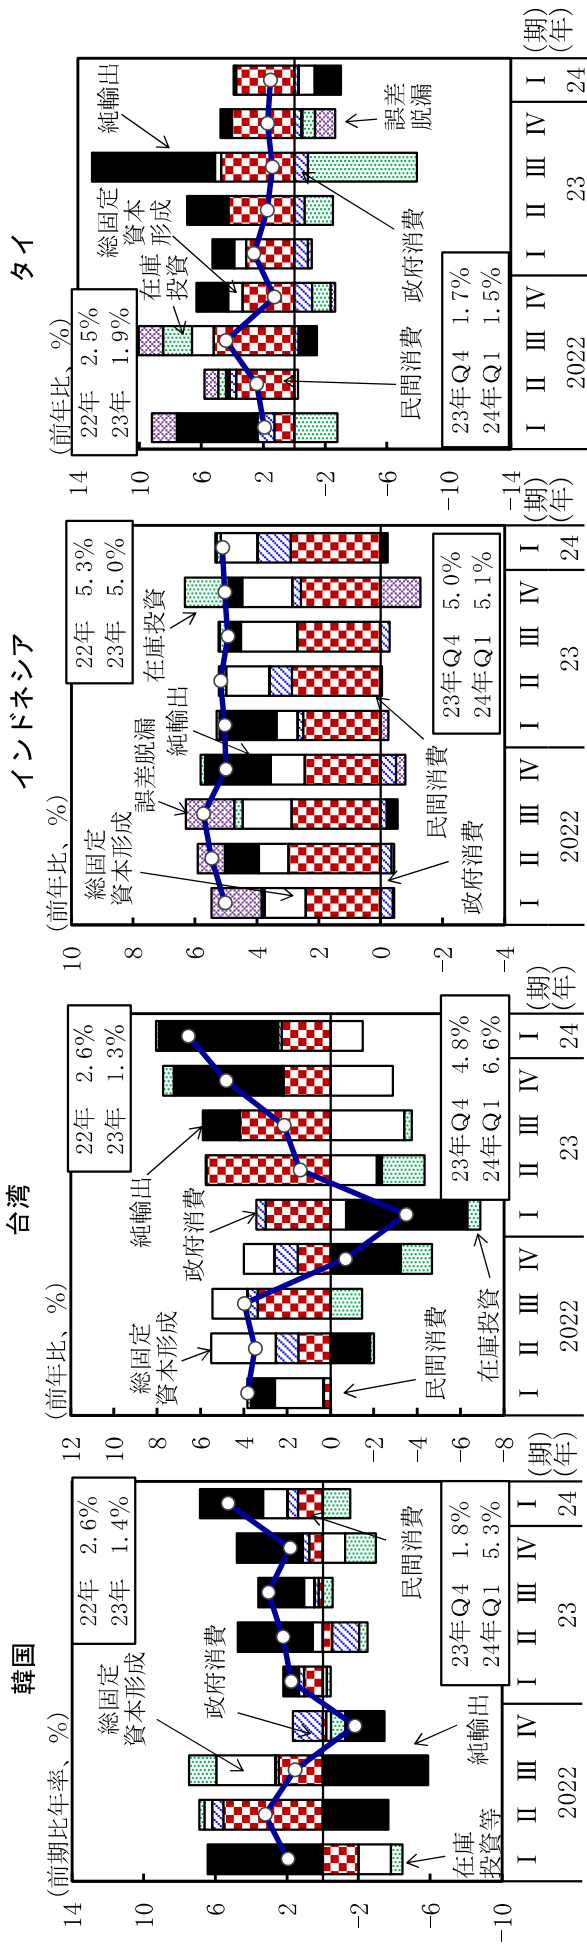 韓国
(前期比年率、%)
22年 2.6%
23年 1.4%
14
10
6
2
-2
-6
-10
総固定
資本形成
政府消費
民間消費
純輸出
在庫
投資等
23年Q4 1.8%
24年Q1 5.3%
Ⅰ Ⅱ Ⅲ Ⅳ Ⅰ Ⅱ Ⅲ Ⅳ Ⅰ (期)
2022 23 24 (年)
台湾
(前年比、%)
22年 2.6%
23年 1.3%
12
10
8
6
4
2
0
-2
-4
-6
-8
総固定
資本形成
政府消費
純輸出
民間消費
在庫投資
23年Q4 4.8%
24年Q1 6.6%
Ⅰ Ⅱ Ⅲ Ⅳ Ⅰ Ⅱ Ⅲ Ⅳ Ⅰ (期)
2022 23 24 (年)
インドネシア
(前年比、%)
22年 5.3%
23年 5.0%
10
8
6
4
2
0
-2
-4
総固定
資本形成
誤差脱漏
純輸出
在庫投資
政府消費
民間消費
23年Q4 5.0%
24年Q1 5.1%
Ⅰ Ⅱ Ⅲ Ⅳ Ⅰ Ⅱ Ⅲ Ⅳ Ⅰ (期)
2022 23 24 (年)
タイ
(前年比、%)
22年 2.5%
23年 1.9%
14
10
6
2
-2
-6
-10
-14
在庫
投資
総固定
資本
形成
純輸出
民間消費
政府消費
誤差
脱漏
23年Q4 1.7%
24年Q1 1.5%
Ⅰ Ⅱ Ⅲ Ⅳ Ⅰ Ⅱ Ⅲ Ⅳ Ⅰ (期)
2022 23 24 (年)